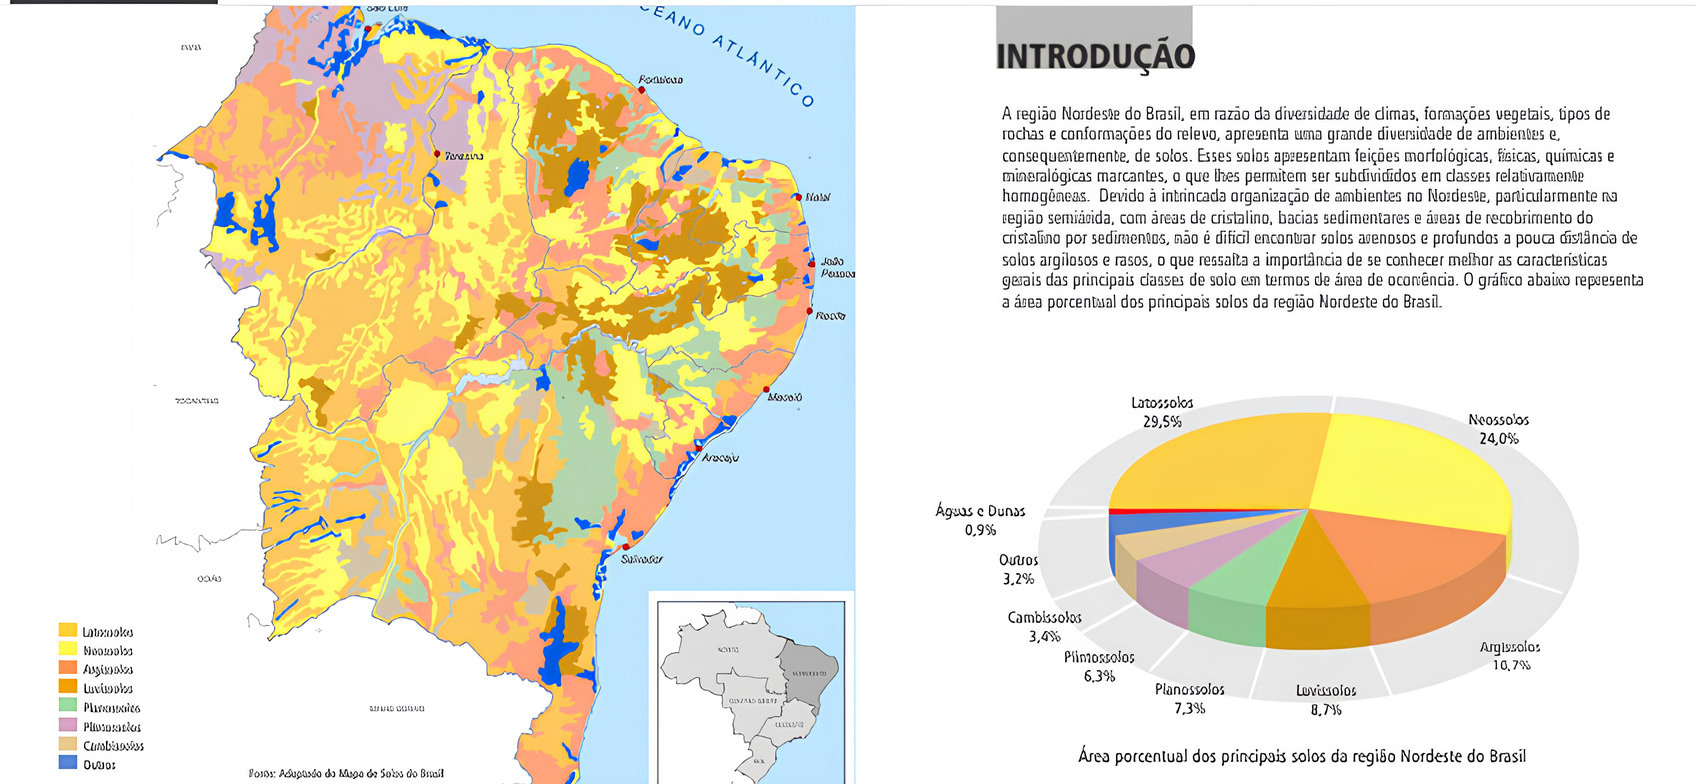 São Luís
OCEANO ATLÂNTICO
Fortaleza
Teresina
Natal
João
Pessoa
Recife
Maceió
TOCANTINS
Aracaju
Salvador
GOIÁS
Latossolos
Neossolos
Argissolos
Luvissolos
Planossolos
Plintossolos
Cambissolos
Outros
Fonte: Adaptado do Mapa de Solos do Brasil
INTRODUÇÃO
A região Nordeste do Brasil, em razão da diversidade de climas, formações vegetais, tipos de
rochas e conformações do relevo, apresenta uma grande diversidade de ambientes e,
consequentemente, de solos. Esses solos apresentam feições morfológicas, físicas, químicas e
mineralógicas marcantes, o que lhes permitem ser subdivididos em classes relativamente
homogêneas. Devido à intrincada organização de ambientes no Nordeste, particularmente na
região semiárida, com áreas de cristalino, bacias sedimentares e áreas de recobrimento do
cristalino por sedimentos, não é difícil encontrar solos arenosos e profundos a pouca distância de
solos argilosos e rasos, o que ressalta a importância de se conhecer melhor as características
gerais das principais classes de solo em termos de área de ocorrência. O gráfico abaixo representa
a área porcentual dos principais solos da região Nordeste do Brasil.
Latossolos
29,5%
Neossolos
24,0%
Águas e Dunas
0,9%
Outros
3,2%
Cambissolos
3,4%
Plintossolos
6,3%
Planossolos
7,3%
Luvissolos
8,7%
Argissolos
16,7%
Área porcentual dos principais solos da região Nordeste do Brasil